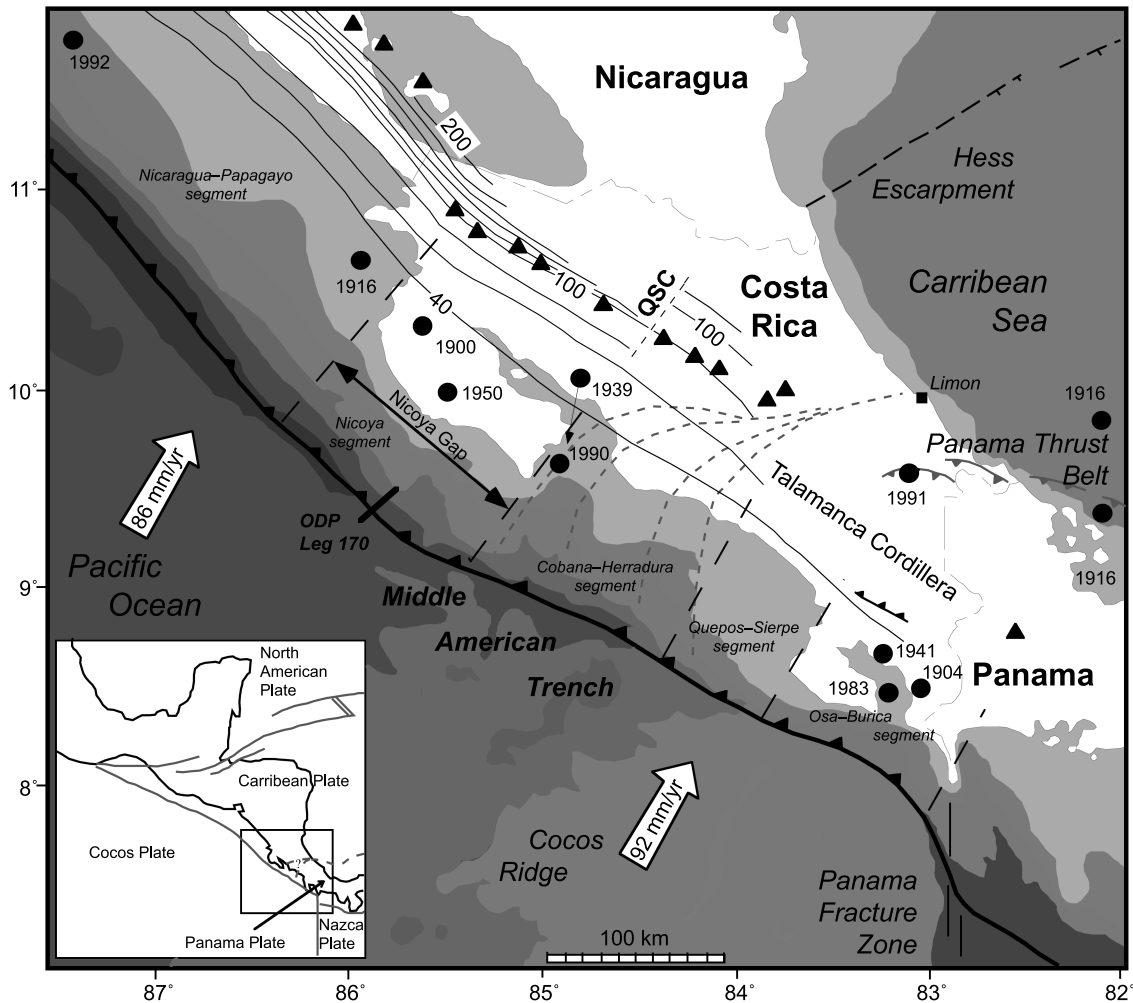 1992
Nicaragua
200
Hess
Escarpment
Nicaragua–Papagayo
segment
11°
1916
40
100
QSC
100
Costa
Rica
Carribean
Sea
1900
1950
1939
10°
Limon
1916
Nicoya Gap
Nicoya
segment
1990
Panama Thrust
Belt
1991
86 mm/yr
ODP
Leg 170
Talamanca Cordillera
Pacific
Ocean
9°
Cobana–Herradura
segment
1916
Middle
American
Trench
Quepos–Sierpe
segment
1941
1904
1983
Panama
Osa–Burica
segment
8°
92 mm/yr
Cocos
Ridge
Panama
Fracture
Zone
North
American
Plate
Carribean Plate
Cocos Plate
?
Nazca
Plate
Panama Plate
100 km
87°
86°
85°
84°
83°
82°